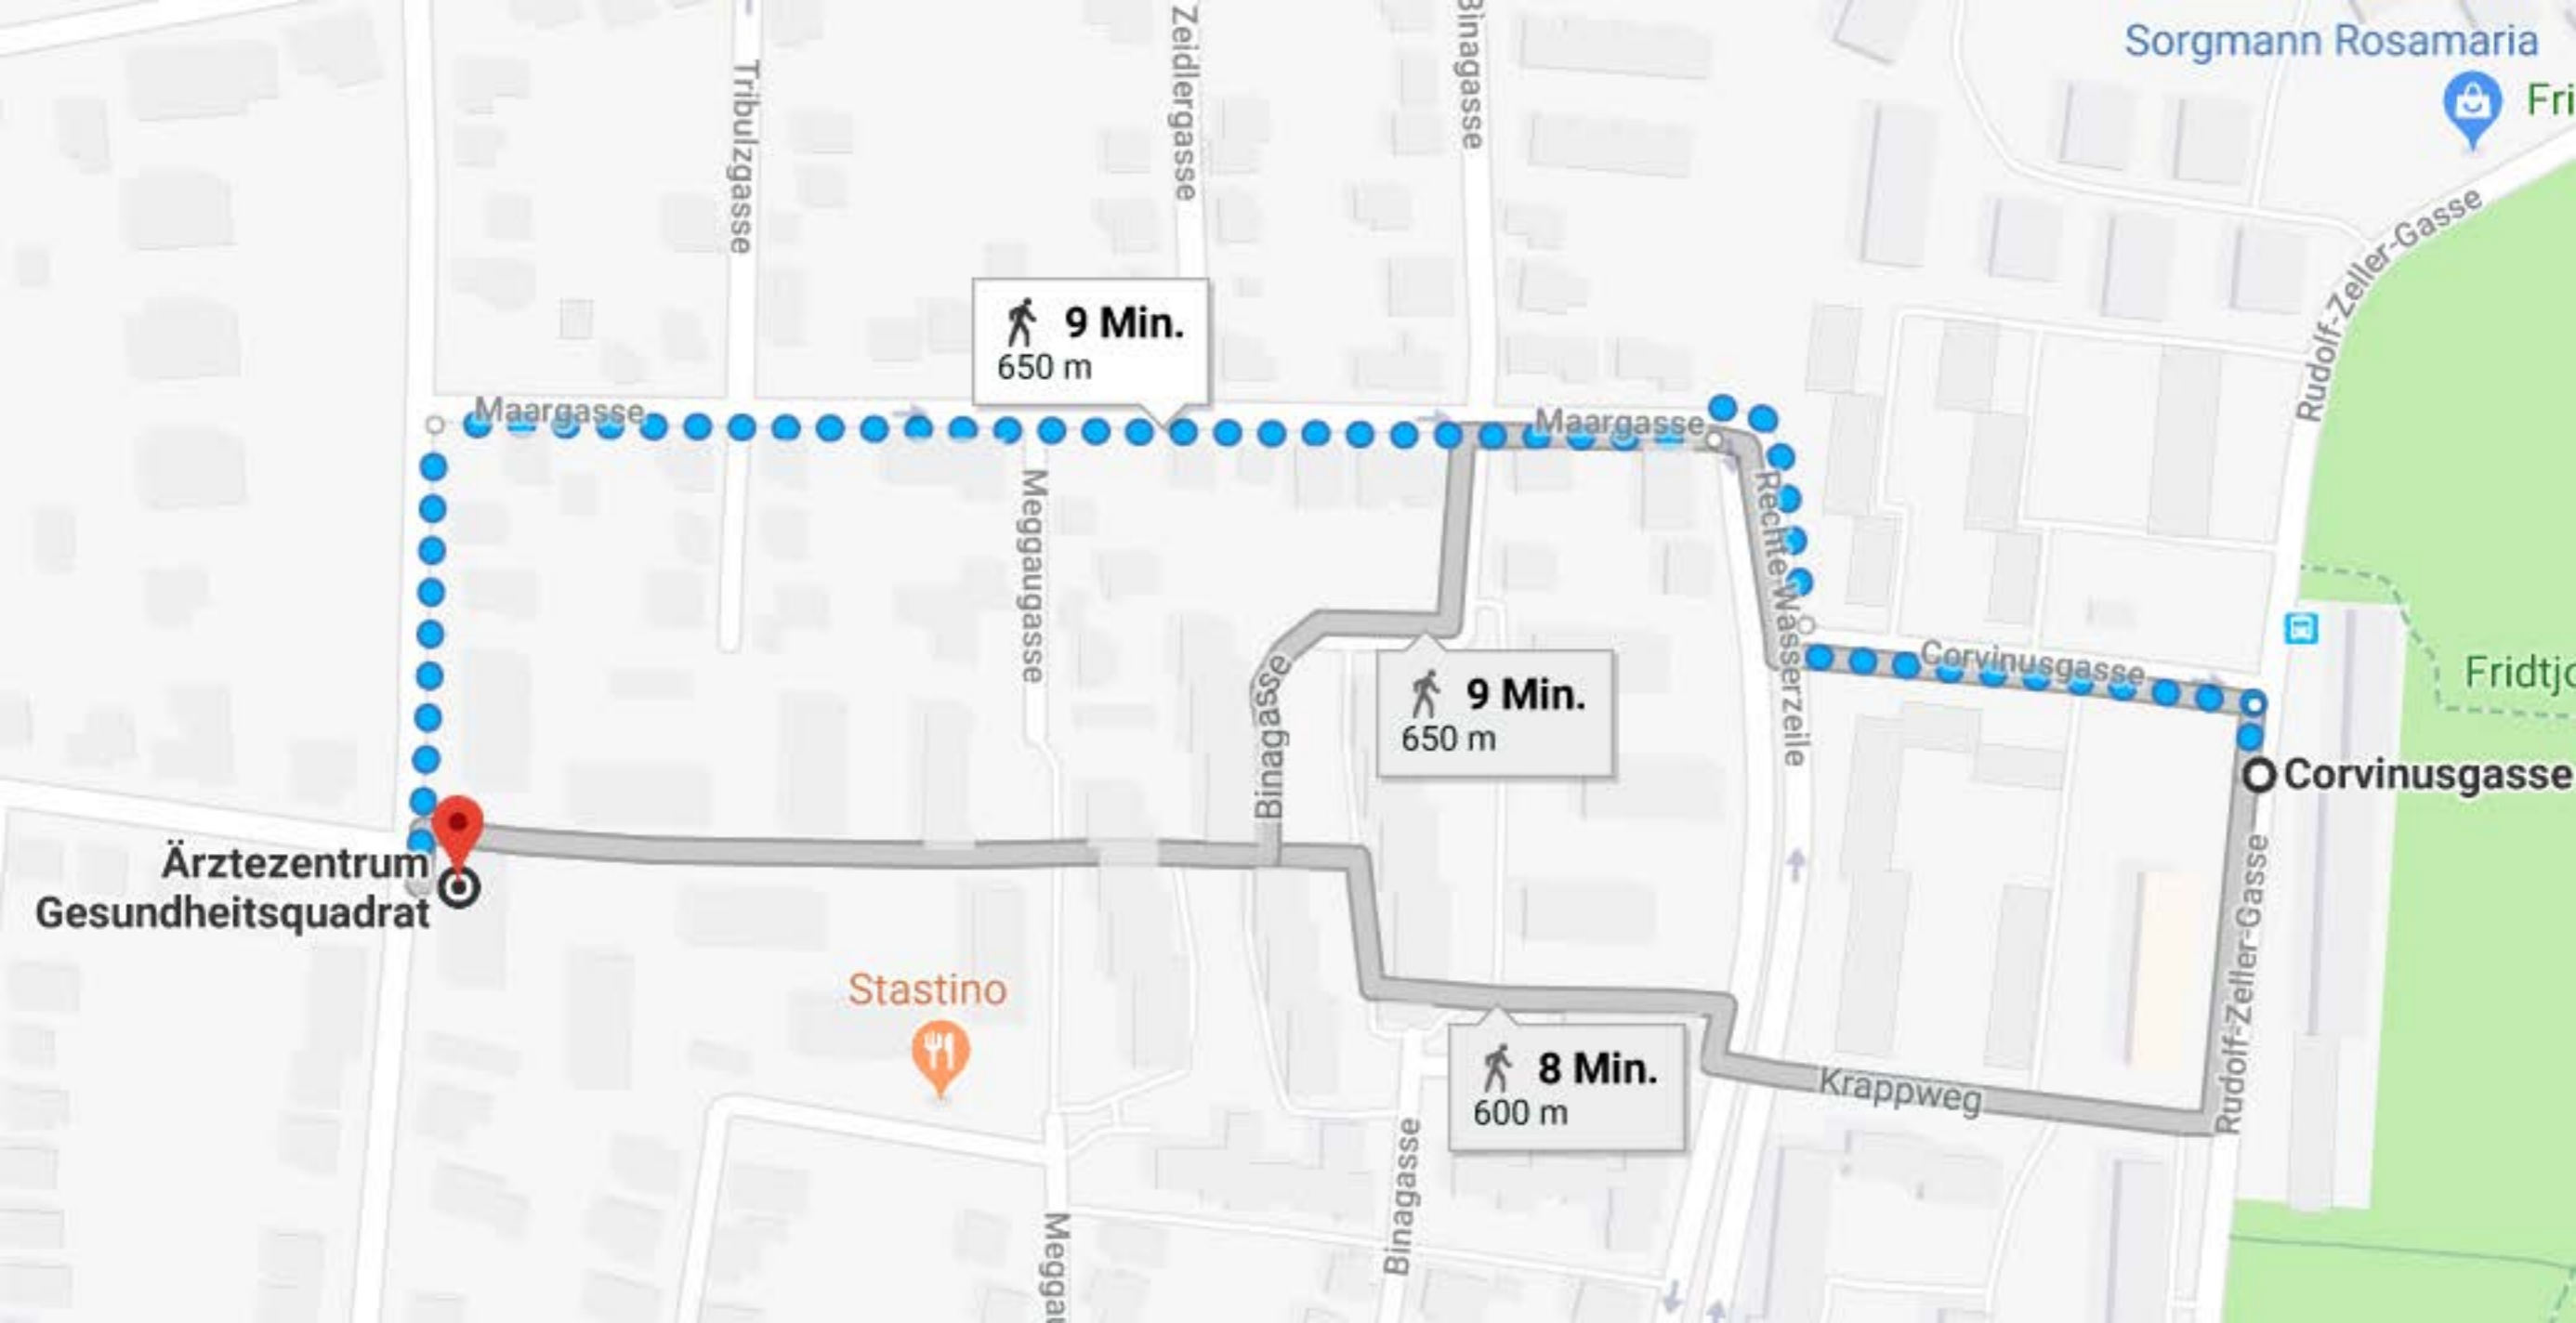 Sorgmann Rosamaria
Fri
Tribulzgasse
Zeidlergasse
Binagasse
Rudolf-Zeller-Gasse
9 Min.
650 m
Maargasse
Maargasse
Meggaugasse
Rechte Wasserzeile
Corvinusgasse
Fridtjo
Binagasse
9 Min.
650 m
Corvinusgasse
Ärztezentrum
Gesundheitsquadrat
Stastino
8 Min.
600 m
Krappweg
Rudolf-Zeller-Gasse
Binagasse
Meggau